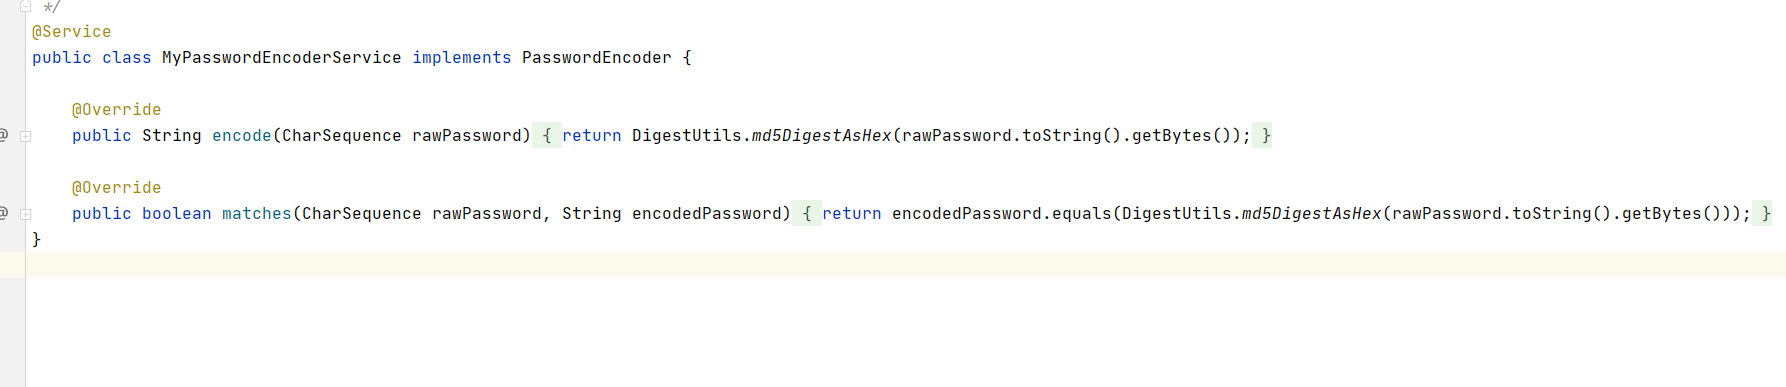 */
@Service
public class MyPasswordEncoderService implements PasswordEncoder {
@Override
@ public String encode(CharSequence rawPassword) { return DigestUtils.md5DigestAsHex(rawPassword.toString().getBytes()); }
@Override
@ public boolean matches(CharSequence rawPassword, String encodedPassword) { return encodedPassword.equals(DigestUtils.md5DigestAsHex(rawPassword.toString().getBytes())); }
}